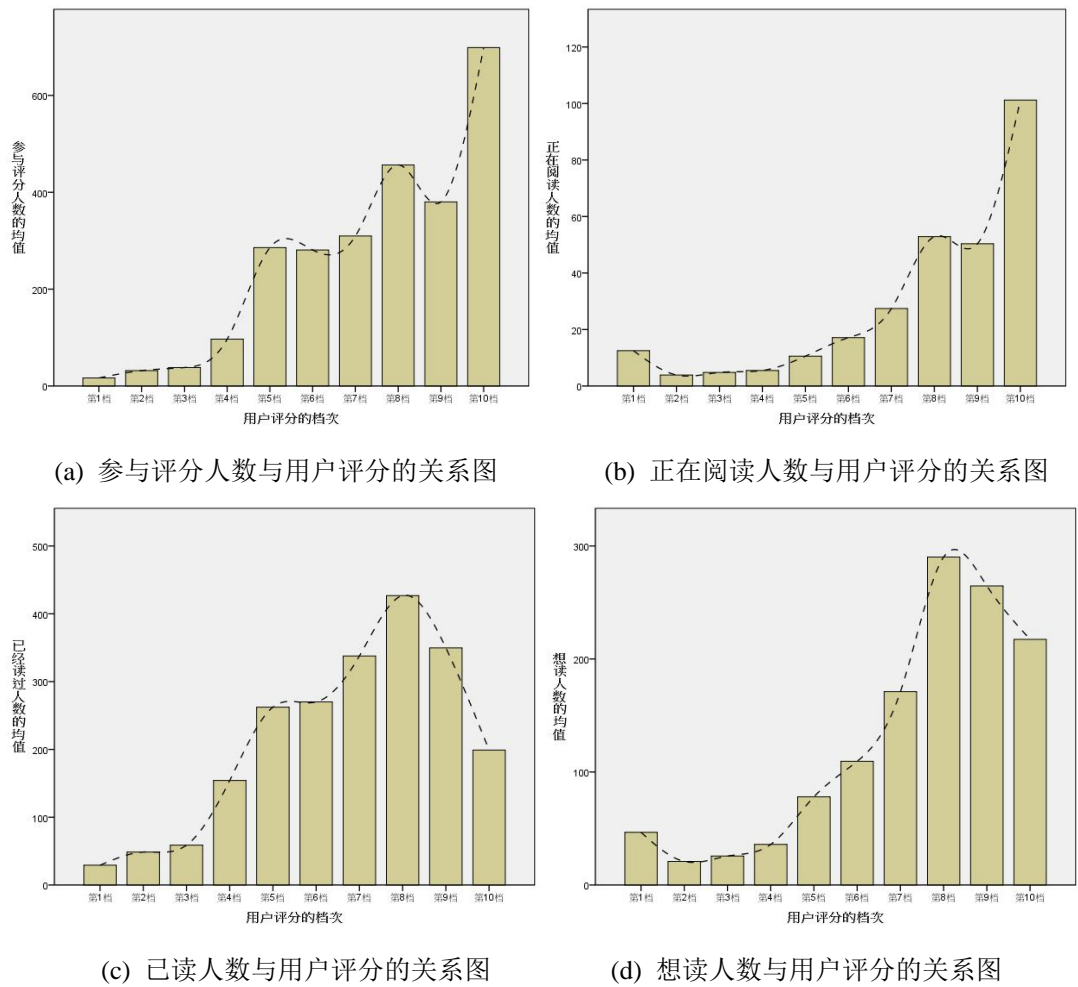 600
400
200
0
参与评分人数的均值
第1档 第2档 第3档 第4档 第5档 第6档 第7档 第8档 第9档 第10档
用户评分的档次
(a) 参与评分人数与用户评分的关系图
120
100
80
60
40
20
0
正在阅读人数的均值
第1档 第2档 第3档 第4档 第5档 第6档 第7档 第8档 第9档 第10档
用户评分的档次
(b) 正在阅读人数与用户评分的关系图
500
400
300
200
100
0
已经读过人数的均值
第1档 第2档 第3档 第4档 第5档 第6档 第7档 第8档 第9档 第10档
用户评分的档次
(c) 已读人数与用户评分的关系图
300
200
100
0
想读人数的均值
第1档 第2档 第3档 第4档 第5档 第6档 第7档 第8档 第9档 第10档
用户评分的档次
(d) 想读人数与用户评分的关系图